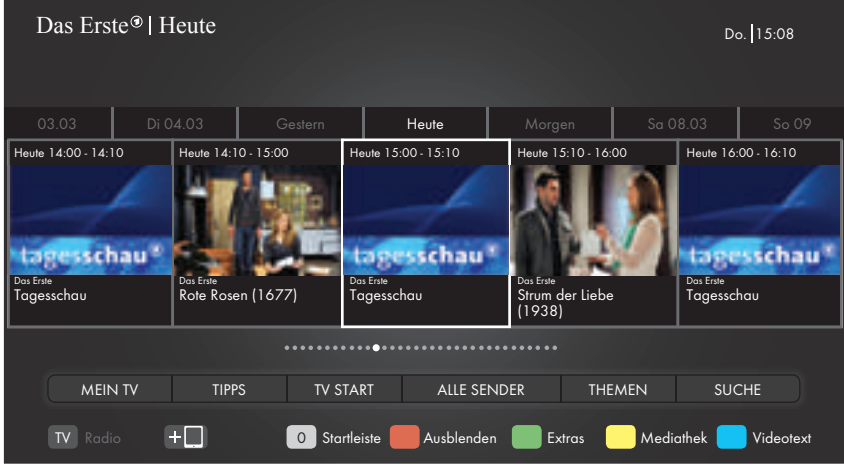 Das Erste | Heute
Do. | 15:08
03.03 Di 04.03 Gestern Heute Morgen Sa 08.03 So 09
Heute 14:00 - 14:10
Heute 14:10 - 15:00
Heute 15:00 - 15:10
Heute 15:10 - 16:00
Heute 16:00 - 16:10
tagesschau
Das Erste
Tagesschau
Das Erste
Rote Rosen (1677)
tagesschau
Das Erste
Tagesschau
Das Erste
Strum der Liebe
(1938)
tagesschau
Das Erste
Tagesschau
MEIN TV TIPPS TV START ALLE SENDER THEMEN SUCHE
TV Radio + 0 Startleiste Ausblenden Extras Mediathek Videotext